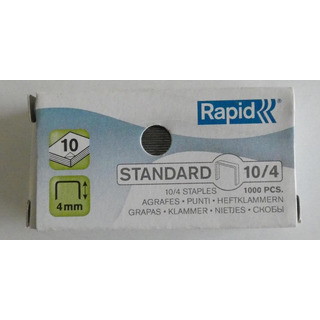 Rapid
10
STANDARD 10/4
4mm
10/4 STAPLES 1000 PCS.
AGRAFES • PUNTI • HEFTKLAMMERN
GRAPAS • KLAMMER • NIETJES • СКОБЫ